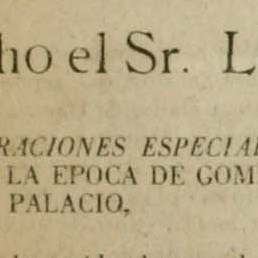 ho el Sr. L
RACIONES ESPECIA
LA EPOCA DE GOM
PALACIO,